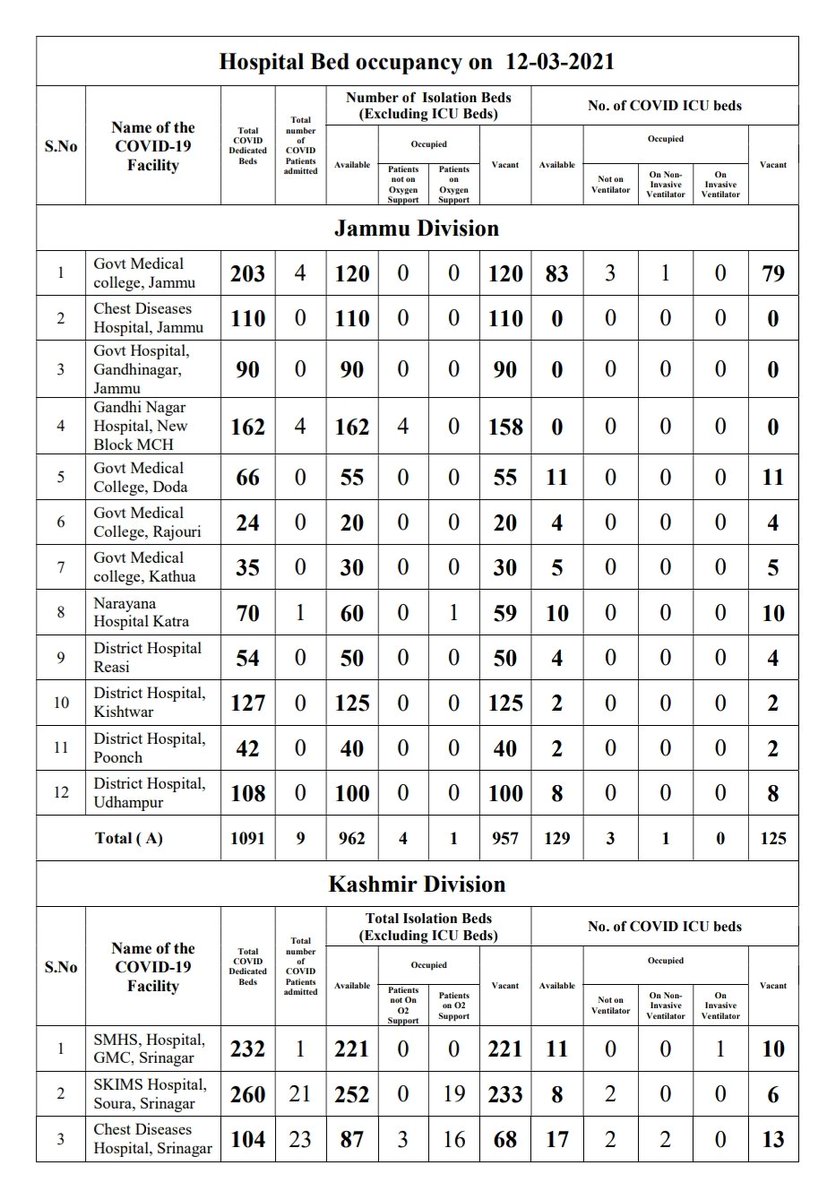 Hospital Bed occupancy on 12-03-2021
S.No
Name of the
COVID-19
Facility
Total
COVID
Dedicated
Beds
Total
number
of
COVID
Patients
admitted
Number of Isolation Beds
(Excluding ICU Beds)
No. of COVID ICU beds
Available
Occupied
Vacant
Available
Occupied
Vacant
Patients
not on
Oxygen
Support
Patients
on
Oxygen
Support
Not on
Ventilator
On Non-
Invasive
Ventilator
On
Invasive
Ventilator
Jammu Division
1 Govt Medical
college, Jammu 203 4 120 0 0 120 83 3 1 0 79
2 Chest Diseases
Hospital, Jammu 110 0 110 0 0 110 0 0 0 0 0
3 Govt Hospital,
Gandhinagar,
Jammu 90 0 90 0 0 90 0 0 0 0 0
4 Gandhi Nagar
Hospital, New
Block MCH 162 4 162 4 0 158 0 0 0 0 0
5 Govt Medical
College, Doda 66 0 55 0 0 55 11 0 0 0 11
6 Govt Medical
College, Rajouri 24 0 20 0 0 20 4 0 0 0 4
7 Govt Medical
college, Kathua 35 0 30 0 0 30 5 0 0 0 5
8 Narayana
Hospital Katra 70 1 60 0 1 59 10 0 0 0 10
9 District Hospital
Reasi 54 0 50 0 0 50 4 0 0 0 4
10 District Hospital,
Kishtwar 127 0 125 0 0 125 2 0 0 0 2
11 District Hospital,
Poonch 42 0 40 0 0 40 2 0 0 0 2
12 District Hospital,
Udhampur 108 0 100 0 0 100 8 0 0 0 8
Total ( A) 1091 9 962 4 1 957 129 3 1 0 125
Kashmir Division
S.No
Name of the
COVID-19
Facility
Total
COVID
Dedicated
Beds
Total
number
of
COVID
Patients
admitted
Total Isolation Beds
(Excluding ICU Beds)
No. of COVID ICU beds
Available
Occupied
Vacant
Available
Occupied
Vacant
Patients
not On
O2
Support
Patients
on O2
Support
Not on
Ventilator
On Non-
Invasive
Ventilator
On
Invasive
Ventilator
1 SMHS, Hospital,
GMC, Srinagar 232 1 221 0 0 221 11 0 0 1 10
2 SKIMS Hospital,
Soura, Srinagar 260 21 252 0 19 233 8 2 0 0 6
3 Chest Diseases
Hospital, Srinagar 104 23 87 3 16 68 17 2 2 0 13